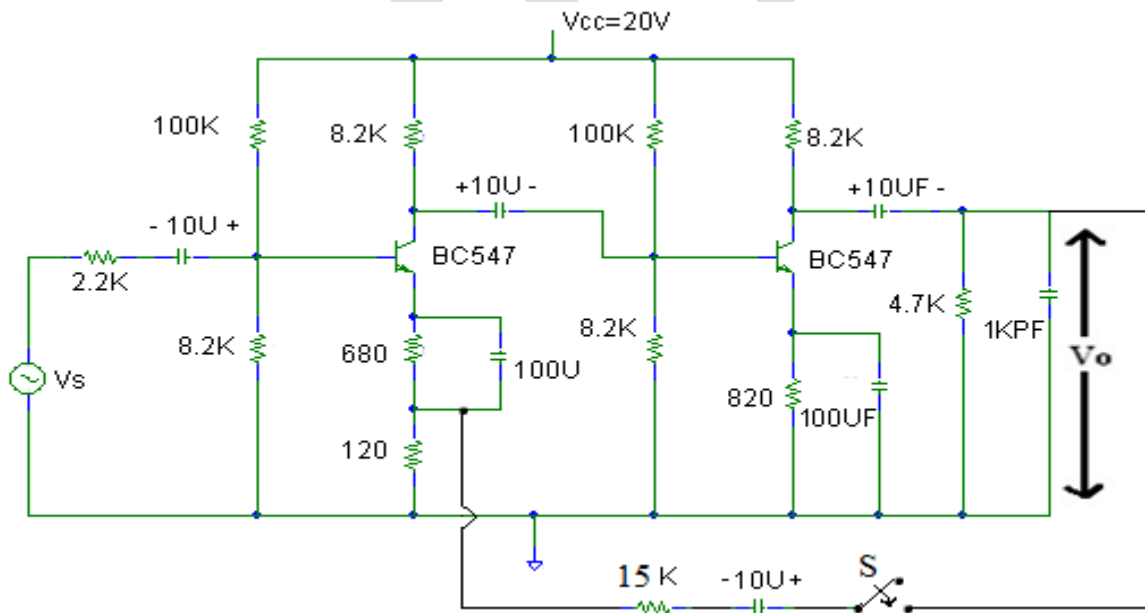 Vcc=20V
100K
8.2K
100K
8.2K
- 10U +
+10U -
+10UF -
2.2K
BC547
BC547
8.2K
680
100U
8.2K
820
100UF
4.7K
1KPF
Vo
Vs
120
15 K
-10U+
S